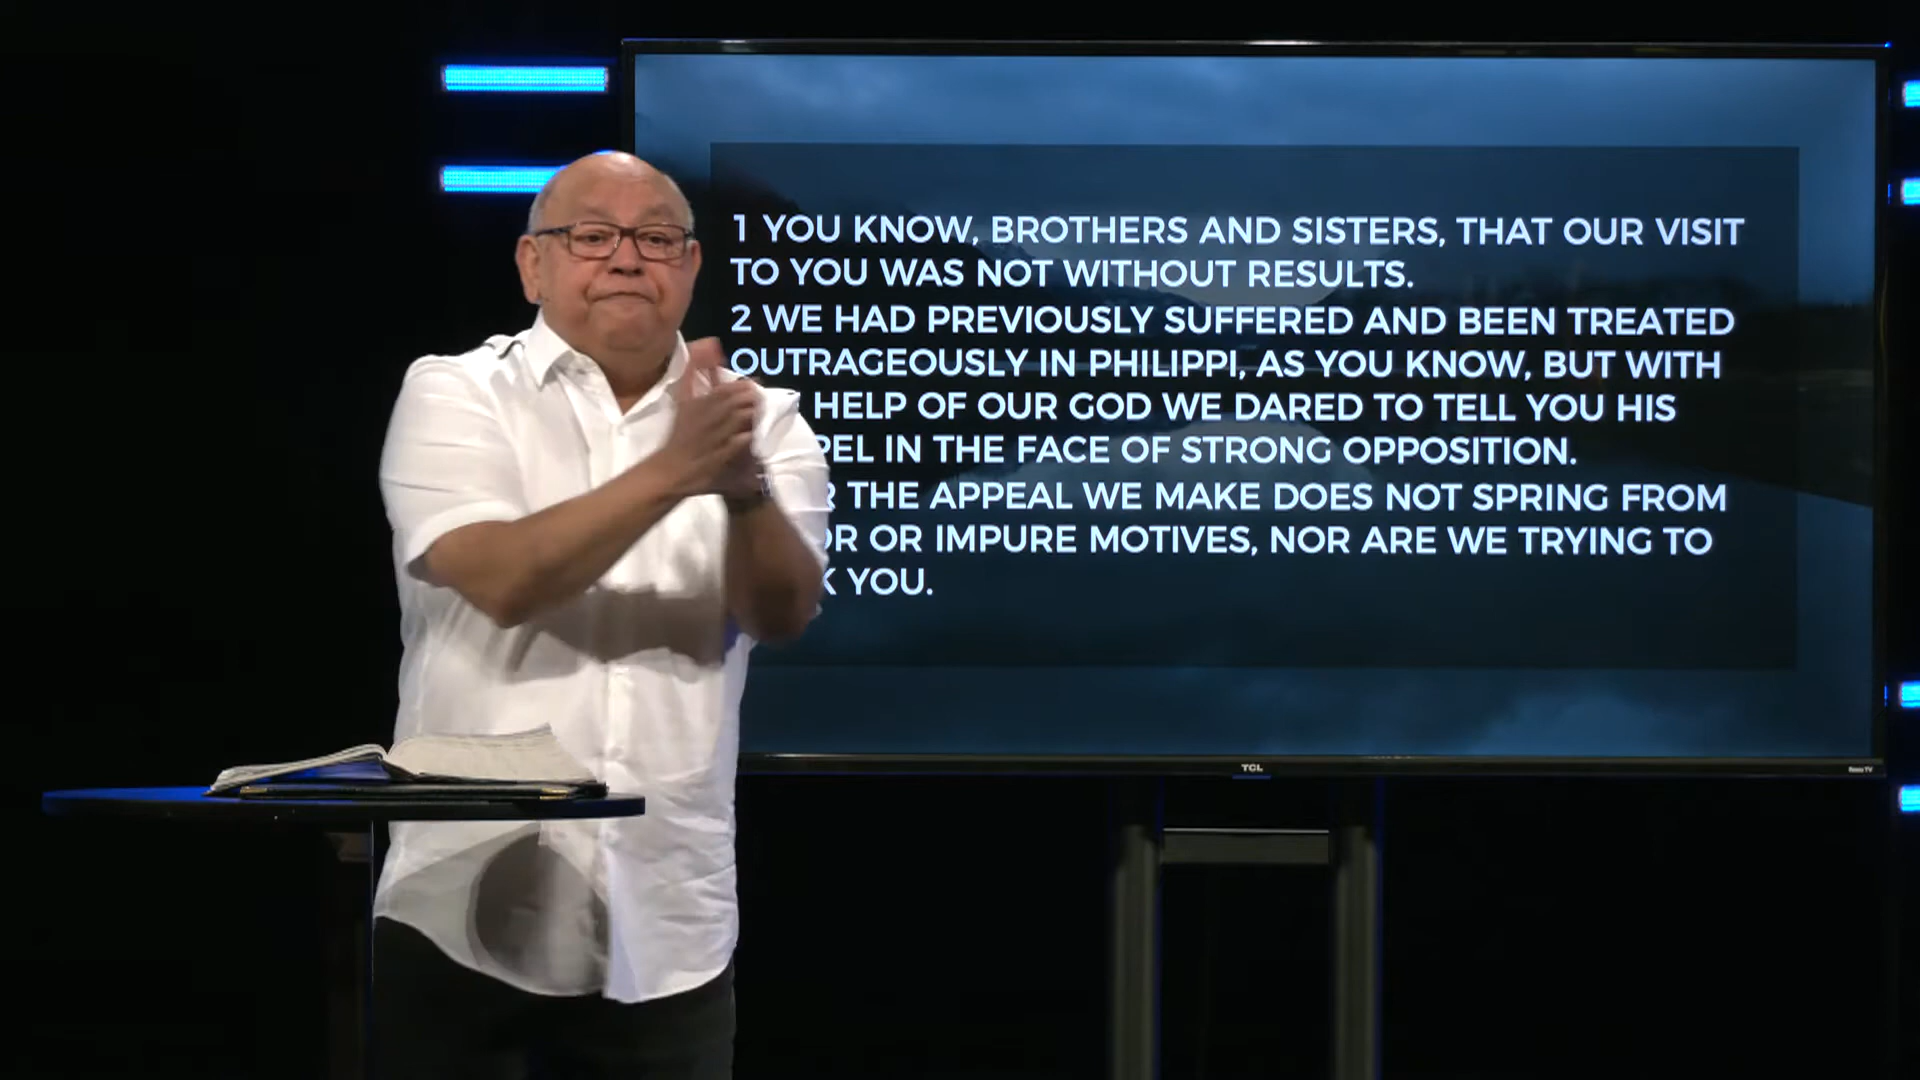 1 YOU KNOW, BROTHERS AND SISTERS, THAT OUR VISIT
TO YOU WAS NOT WITHOUT RESULTS.
2 WE HAD PREVIOUSLY SUFFERED AND BEEN TREATED
OUTRAGEOUSLY IN PHILIPPI, AS YOU KNOW, BUT WITH
HELP OF OUR GOD WE DARED TO TELL YOU HIS
IN THE FACE OF STRONG OPPOSITION.
THE APPEAL WE MAKE DOES NOT SPRING FROM
OR IMPURE MOTIVES, NOR ARE WE TRYING TO
YOU.
TCL
Roku TV